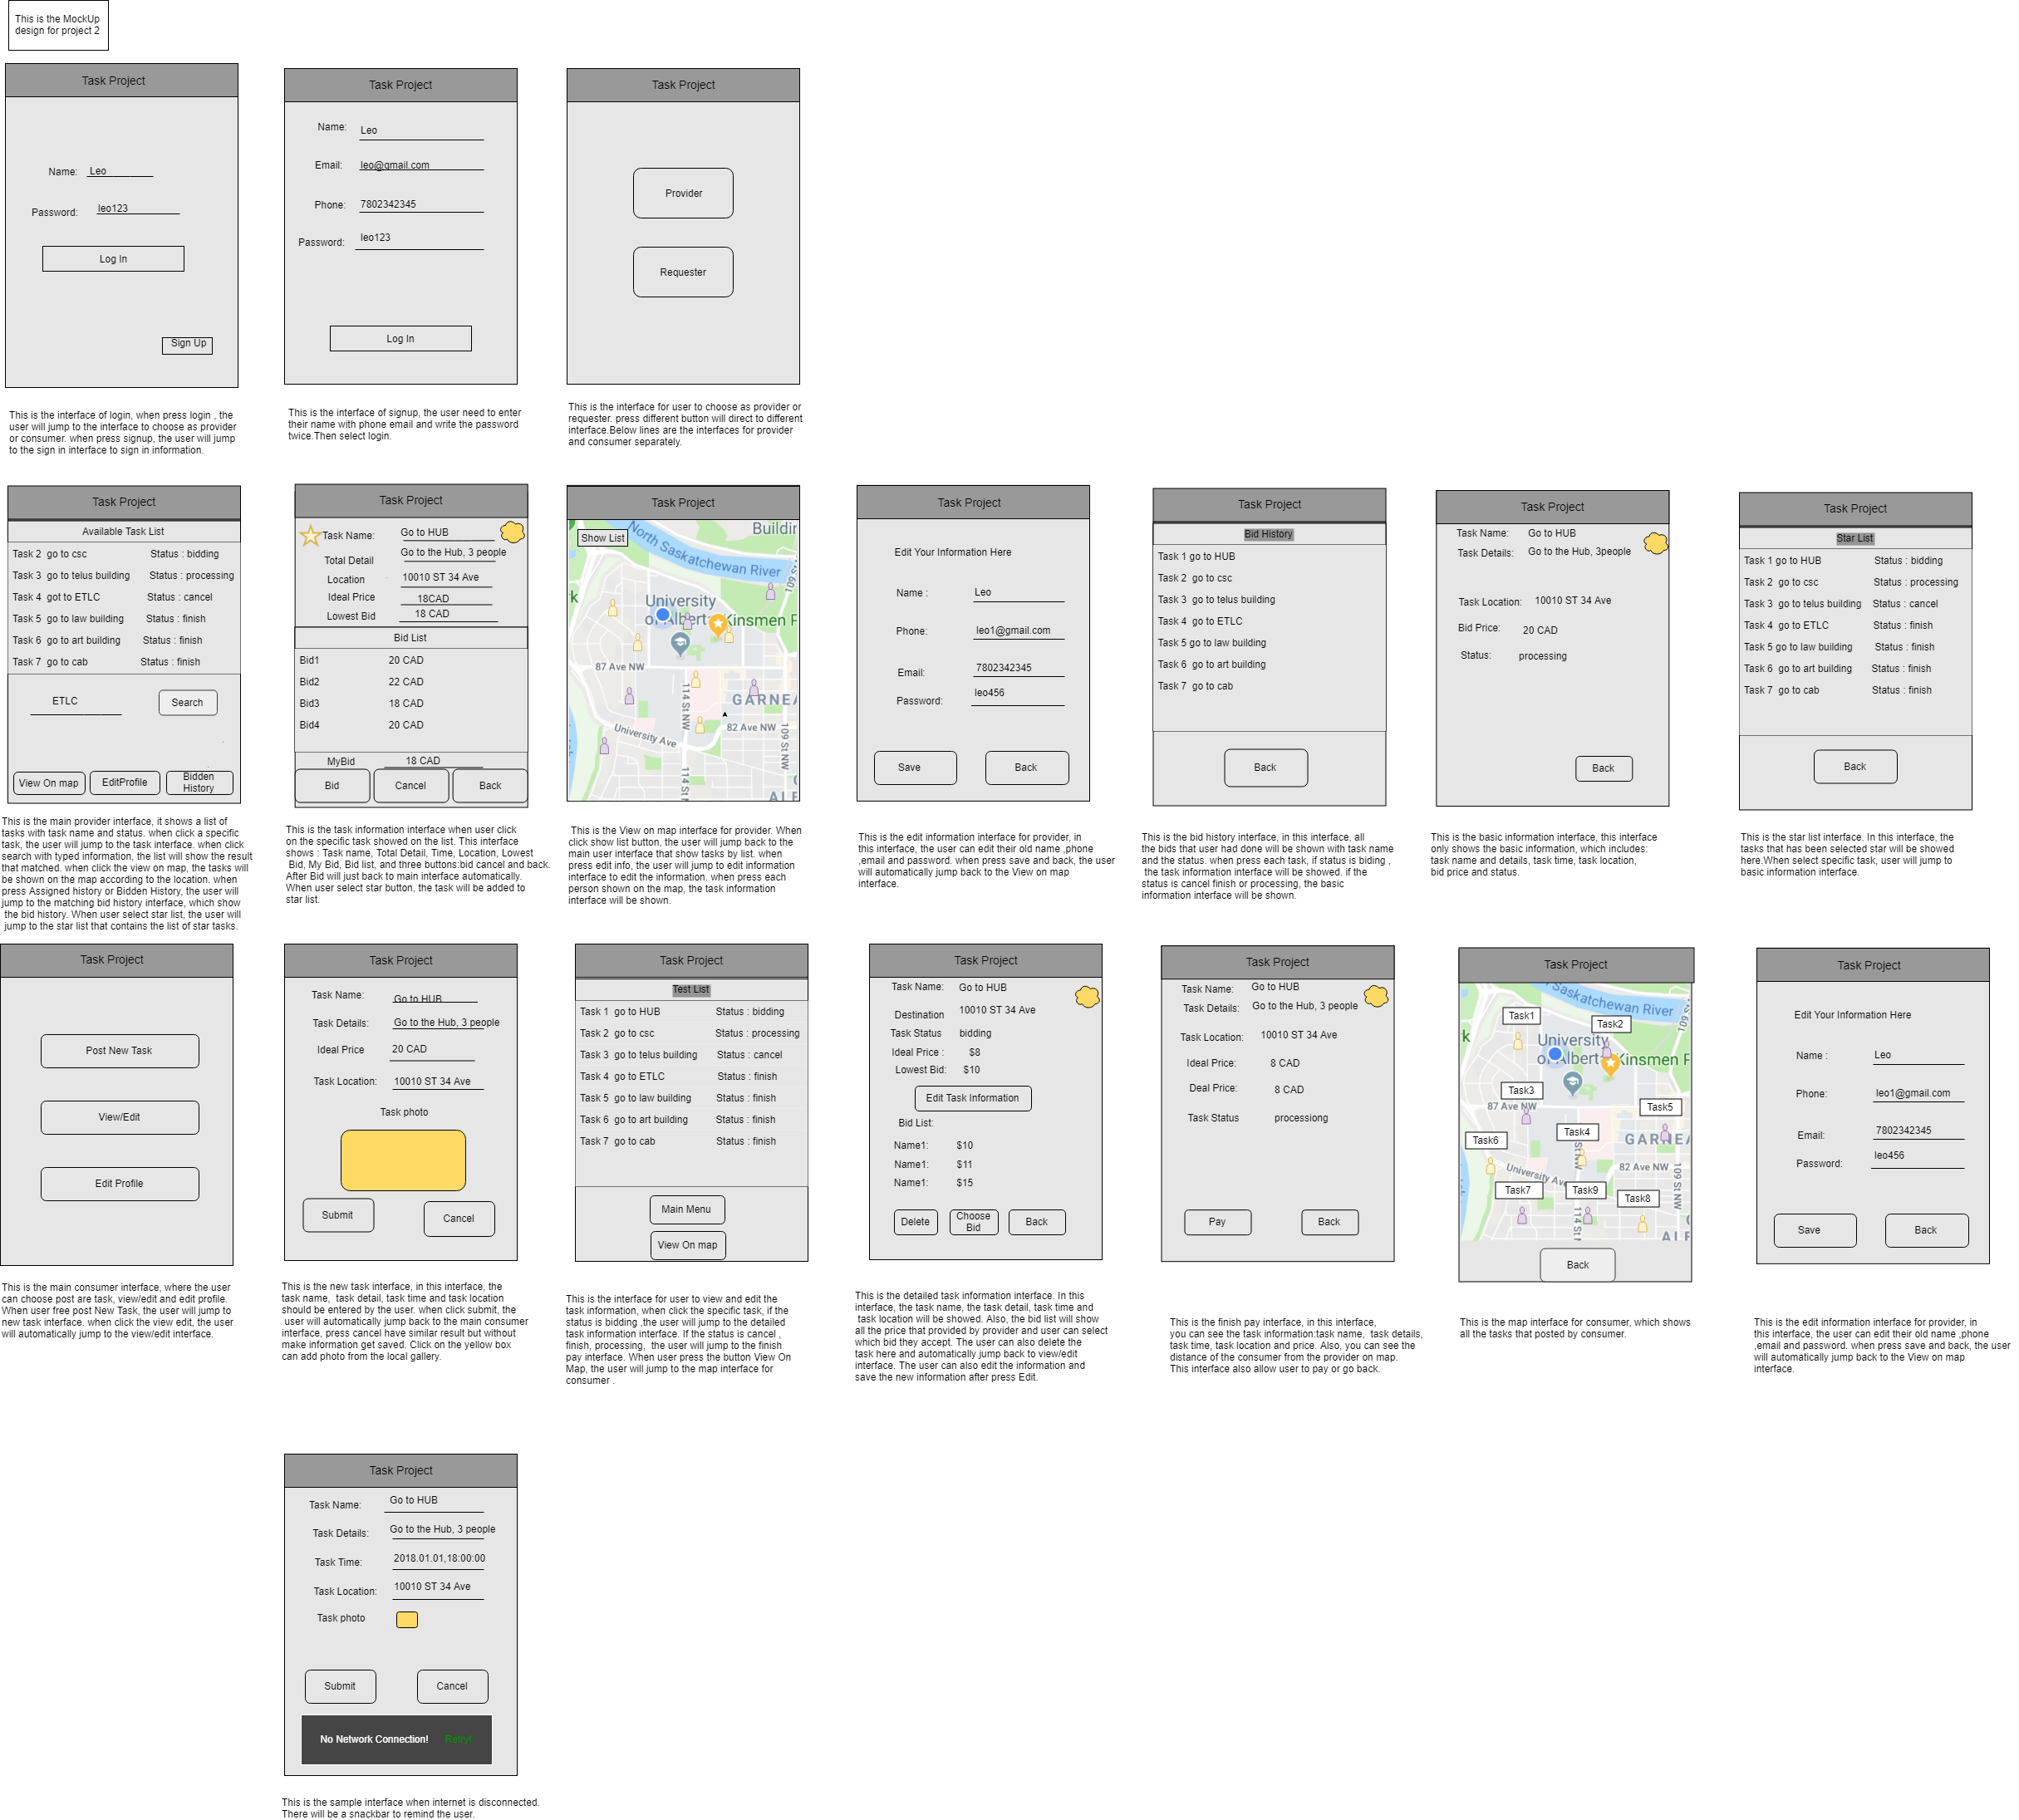 This is the MockUp
design for project 2
Task Project
Name: Leo
Password: leo123
Log In
Sign Up
This is the interface of login, when press login , the
user will jump to the interface to choose as provider
or consumer. when press signup, the user will jump
to the sign in interface to sign in information.
Task Project
Name: Leo
Email: leo@gmail.com
Phone: 7802342345
Password: leo123
Log In
This is the interface of signup, the user need to enter
their name with phone email and write the password
twice.Then select login.
Task Project
Provider
Requester
This is the interface for user to choose as provider or
requester. press different button will direct to different
interface.Below lines are the interfaces for provider
and consumer separately.
Task Project
Available Task List
Task 2 go to csc Status : bidding
Task 3 go to telus building Status : processing
Task 4 got to ETLC Status : cancel
Task 5 go to law building Status : finish
Task 6 go to art building Status : finish
Task 7 go to cab Status : finish
ETLC Search
View On map EditProfile Bidden
History
This is the main provider interface, it shows a list of
tasks with task name and status. when click a specific
task, the user will jump to the task interface. when click
search with typed information, the list will show the result
that matched. when click the view on map, the tasks will
be shown on the map according to the location. when
press Assigned history or Bidden History, the user will
jump to the matching bid history interface, which show
the bid history. When user select star list, the user will
jump to the star list that contains the list of star tasks.
Task Project
Task Name: Go to HUB
Total Detail Go to the Hub, 3 people
Location 10010 ST 34 Ave
Ideal Price 18CAD
Lowest Bid 18 CAD
Bid List
Bid1 20 CAD
Bid2 22 CAD
Bid3 18 CAD
Bid4 20 CAD
MyBid 18 CAD
Bid Cancel Back
This is the task information interface when user click
on the specific task showed on the list. This interface
shows : Task name, Total Detail, Time, Location, Lowest
Bid, My Bid, Bid list, and three buttons:bid cancel and back.
After Bid will just back to main interface automatically.
When user select star button, the task will be added to
star list.
Task Project
Show List
Buildin
North Saskatchewan River
109 S
k
University
of Alberta
Kinsmen F
87 Ave NW
114 St NW
GARNEA
University Ave
82 Ave NW
109 St NW
114 St
ALE
This is the View on map interface for provider. When
click show list button, the user will jump back to the
main user interface that show tasks by list. when
press edit info, the user will jump to edit information
interface to edit the information. when press each
person shown on the map, the task information
interface will be shown.
Task Project
Edit Your Information Here
Name : Leo
Phone: leo1@gmail.com
Email: 7802342345
Password: leo456
Save Back
This is the edit information interface for provider, in
this interface, the user can edit their old name ,phone
,email and password. when press save and back, the user
will automatically jump back to the View on map
interface.
Task Project
Bid HIstory
Task 1 go to HUB
Task 2 go to csc
Task 3 go to telus building
Task 4 go to ETLC
Task 5 go to law building
Task 6 go to art building
Task 7 go to cab
Back
This is the bid history interface, in this interface, all
the bids that user had done will be shown with task name
and the status. when press each task, if status is biding ,
the task information interface will be showed. if the
status is cancel finish or processing, the basic
information interface will be shown.
Task Project
Task Name: Go to HUB
Task Details: Go to the Hub, 3people
Task Location: 10010 ST 34 Ave
Bid Price: 20 CAD
Status: processing
Back
This is the basic information interface, this interface
only shows the basic information, which includes:
task name and details, task time, task location,
bid price and status.
Task Project
Star List
Task 1 go to HUB Status : bidding
Task 2 go to csc Status : processing
Task 3 go to telus building Status : cancel
Task 4 go to ETLC Status : finish
Task 5 go to law building Status : finish
Task 6 go to art building Status : finish
Task 7 go to cab Status : finish
Back
This is the star list interface. In this interface, the
tasks that has been selected star will be showed
here.When select specific task, user will jump to
basic information interface.
Task Project
Post New Task
View/Edit
Edit Profile
This is the main consumer interface, where the user
can choose post are task, view/edit and edit profile.
When user free post New Task, the user will jump to
new task interface. when click the view edit, the user
will automatically jump to the view/edit interface.
Task Project
Task Name: Go to HUB
Task Details: Go to the Hub, 3 people
Ideal Price 20 CAD
Task Location: 10010 ST 34 Ave
Task photo
Submit Cancel
This is the new task interface, in this interface, the
task name, task detail, task time and task location
should be entered by the user. when click submit, the
user will automatically jump back to the main consumer
interface, press cancel have similar result but without
make information get saved. Click on the yellow box
can add photo from the local gallery.
Task Project
Test List
Task 1 go to HUB Status : bidding
Task 2 go to csc Status : processing
Task 3 go to telus building Status : cancel
Task 4 go to ETLC Status : finish
Task 5 go to law building Status : finish
Task 6 go to art building Status : finish
Task 7 go to cab Status : finish
Main Menu
View On map
This is the interface for user to view and edit the
task information, when click the specific task, if the
status is bidding ,the user will jump to the detailed
task information interface. If the status is cancel ,
finish, processing, the user will jump to the finish
pay interface. When user press the button View On
Map, the user will jump to the map interface for
consumer .
Task Project
Task Name: Go to HUB
Destination 10010 ST 34 Ave
Task Status bidding
Ideal Price : $8
Lowest Bid: $10
Edit Task Information
Bid List:
Name1: $10
Name1: $11
Name1: $15
Delete Choose
Bid Back
This is the detailed task information interface. In this
interface, the task name, the task detail, task time and
task location will be showed. Also, the bid list will show
all the price that provided by provider and user can select
which bid they accept. The user can also delete the
task here and automatically jump back to view/edit
interface. The user can also edit the information and
save the new information after press Edit.
Task Project
Task Name: Go to HUB
Task Details: Go to the Hub, 3 people
Task Location: 10010 ST 34 Ave
Ideal Price: 8 CAD
Deal Price: 8 CAD
Task Status processiong
Pay Back
This is the finish pay interface, in this interface,
you can see the task information:task name, task details,
task time, task location and price. Also, you can see the
distance of the consumer from the provider on map.
This interface also allow user to pay or go back.
Task Project
Saskatchewan River
Task1
Task2
109 S
k
University
of Alberta
Kinsmen F
Task3
87 Ave NW
Task5
Task4
Task6
GARNEA
St NW
University Ave
82 Ave NW
109 St NW
Task7
Task9
Task8
114 St
ALE
Back
This is the map interface for consumer, which shows
all the tasks that posted by consumer.
Task Project
Edit Your Information Here
Name : Leo
Phone: leo1@gmail.com
Email: 7802342345
Password: leo456
Save Back
This is the edit information interface for provider, in
this interface, the user can edit their old name ,phone
,email and password. when press save and back, the user
will automatically jump back to the View on map
interface.
Task Project
Task Name: Go to HUB
Task Details: Go to the Hub, 3 people
Task Time: 2018.01.01,18:00:00
Task Location: 10010 ST 34 Ave
Task photo
Submit Cancel
No Network Connection! Retry!
This is the sample interface when internet is disconnected.
There will be a snackbar to remind the user.